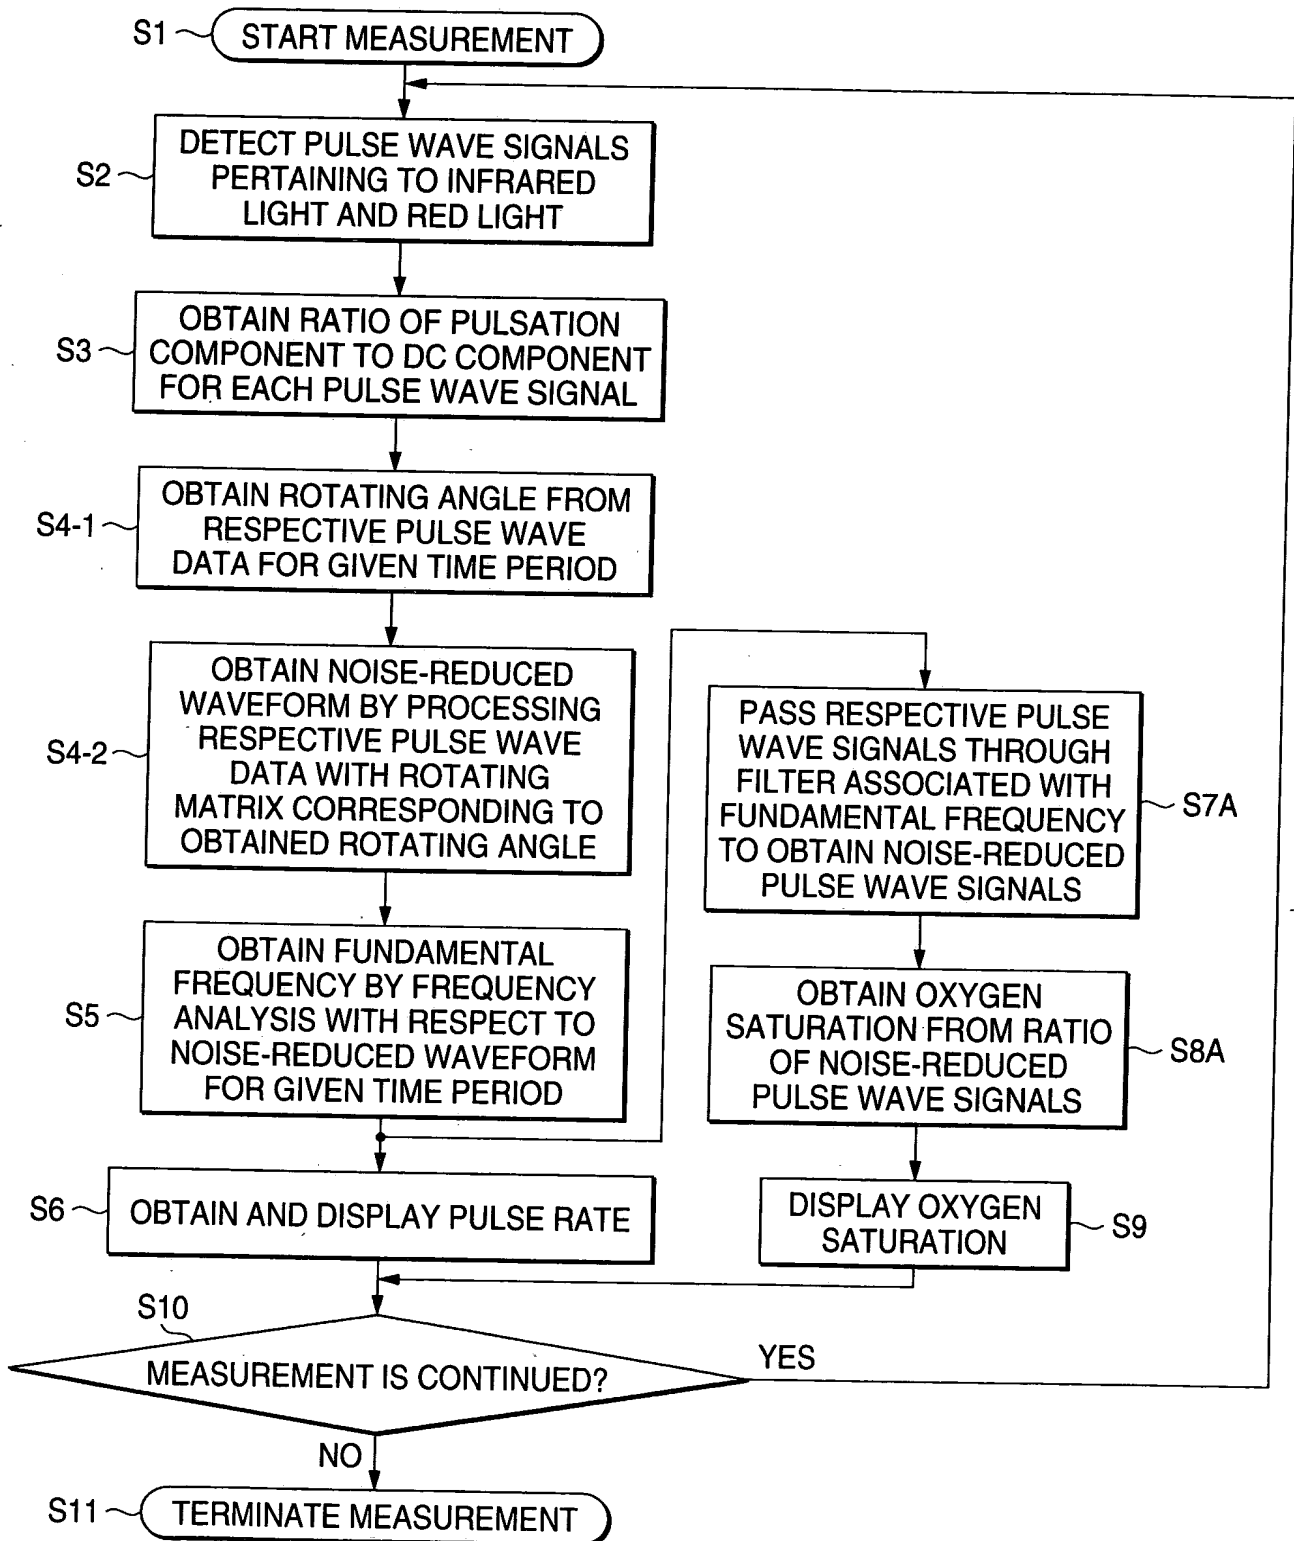 S1
START MEASUREMENT
S2
DETECT PULSE WAVE SIGNALS
PERTAINING TO INFRARED
LIGHT AND RED LIGHT
S3
OBTAIN RATIO OF PULSATION
COMPONENT TO DC COMPONENT
FOR EACH PULSE WAVE SIGNAL
S4-1
OBTAIN ROTATING ANGLE FROM
RESPECTIVE PULSE WAVE
DATA FOR GIVEN TIME PERIOD
S4-2
OBTAIN NOISE-REDUCED
WAVEFORM BY PROCESSING
RESPECTIVE PULSE WAVE
DATA WITH ROTATING
MATRIX CORRESPONDING TO
OBTAINED ROTATING ANGLE
S5
OBTAIN FUNDAMENTAL
FREQUENCY BY FREQUENCY
ANALYSIS WITH RESPECT TO
NOISE-REDUCED WAVEFORM
FOR GIVEN TIME PERIOD
S6
OBTAIN AND DISPLAY PULSE RATE
PASS RESPECTIVE PULSE
WAVE SIGNALS THROUGH
FILTER ASSOCIATED WITH
FUNDAMENTAL FREQUENCY
TO OBTAIN NOISE-REDUCED
PULSE WAVE SIGNALS
S7A
OBTAIN OXYGEN
SATURATION FROM RATIO
OF NOISE-REDUCED
PULSE WAVE SIGNALS
S8A
DISPLAY OXYGEN
SATURATION
S9
S10
MEASUREMENT IS CONTINUED?
YES
NO
S11
TERMINATE MEASUREMENT